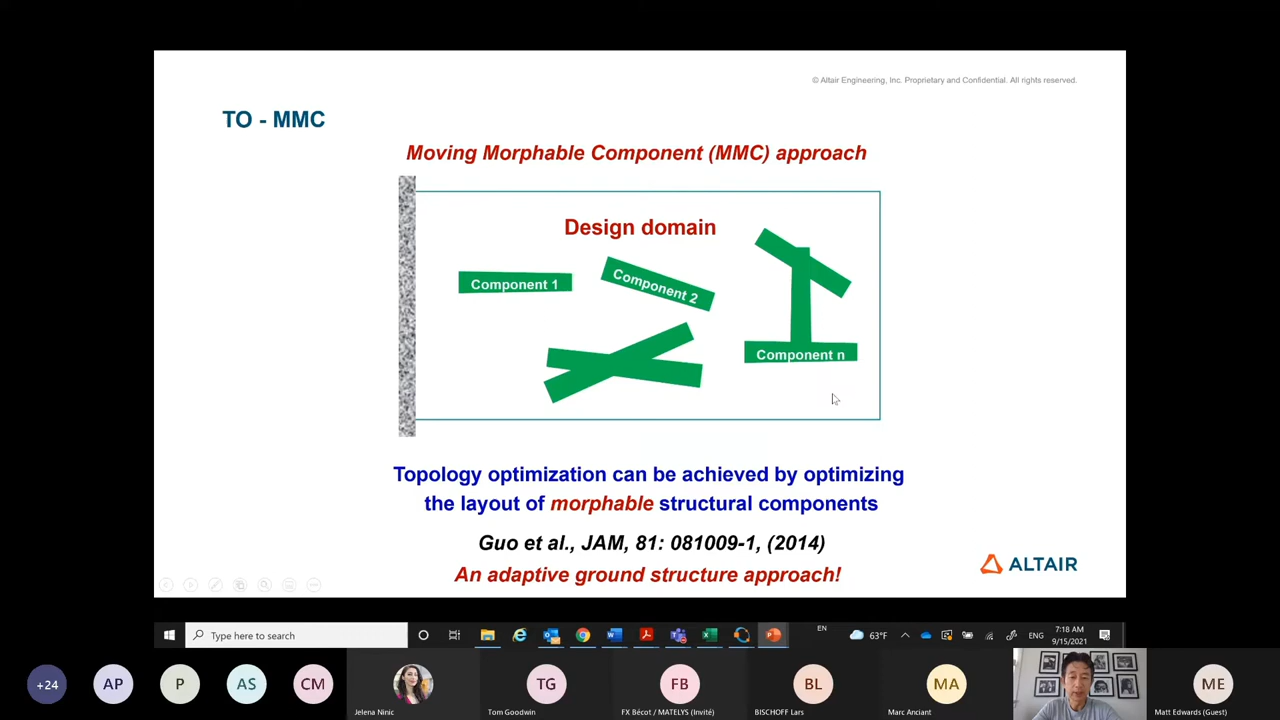 © Altair Engineering, Inc. Proprietary and Confidential. All rights reserved.
TO - MMC
Moving Morphable Component (MMC) approach
Design domain
Component 1
Component 2
Component n
Topology optimization can be achieved by optimizing
the layout of morphable structural components
Guo et al., JAM, 81: 081009-1, (2014)
An adaptive ground structure approach!
ALTAIR
Type here to search
EN
63°F
ENG
7:18 AM
9/15/2021
+24
AP
P
AS
CM
TG
FB
BL
MA
ME
Jelena Ninic
Tom Goodwin
FX Bécot / MATELYS (Invité)
BISCHOFF Lars
Marc Anciant
Matt Edwards (Guest)